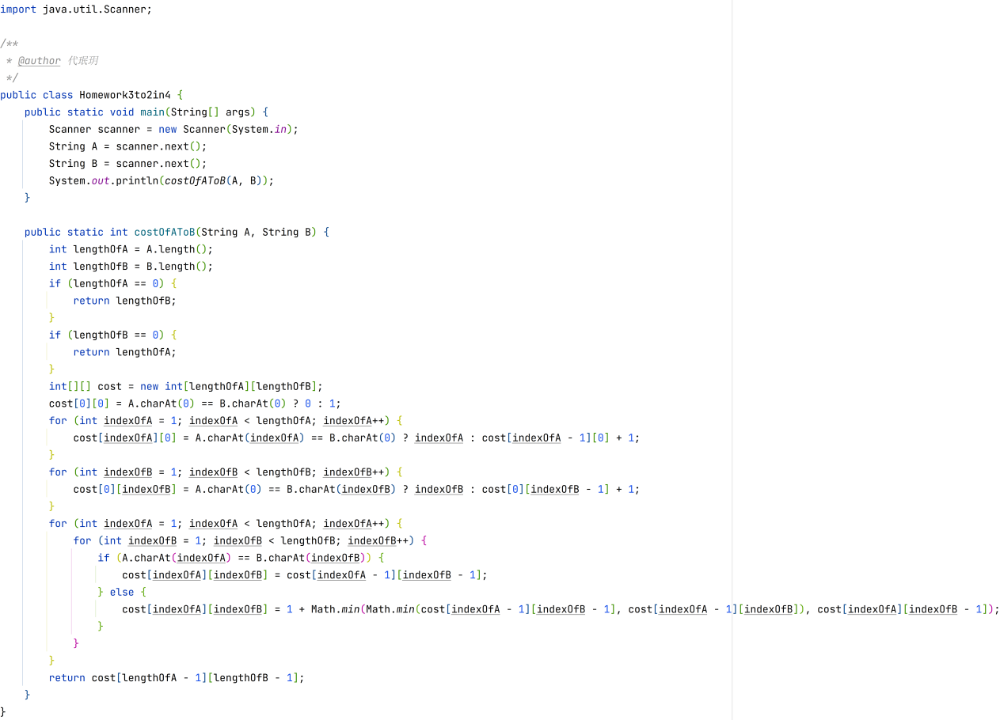 import java.util.Scanner;
/**
 * @author 代珉玥
 */
public class Homework3to2in4 {
    public static void main(String[] args) {
        Scanner scanner = new Scanner(System.in);
        String A = scanner.next();
        String B = scanner.next();
        System.out.println(costOfAToB(A, B));
    }
    public static int costOfAToB(String A, String B) {
        int lengthOfA = A.length();
        int lengthOfB = B.length();
        if (lengthOfA == 0) {
            return lengthOfB;
        }
        if (lengthOfB == 0) {
            return lengthOfA;
        }
        int[][] cost = new int[lengthOfA][lengthOfB];
        cost[0][0] = A.charAt(0) == B.charAt(0) ? 0 : 1;
        for (int indexOfA = 1; indexOfA < lengthOfA; indexOfA++) {
            cost[indexOfA][0] = A.charAt(indexOfA) == B.charAt(0) ? indexOfA : cost[indexOfA - 1][0] + 1;
        }
        for (int indexOfB = 1; indexOfB < lengthOfB; indexOfB++) {
            cost[0][indexOfB] = A.charAt(0) == B.charAt(indexOfB) ? indexOfB : cost[0][indexOfB - 1] + 1;
        }
        for (int indexOfA = 1; indexOfA < lengthOfA; indexOfA++) {
            for (int indexOfB = 1; indexOfB < lengthOfB; indexOfB++) {
                if (A.charAt(indexOfA) == B.charAt(indexOfB)) {
                    cost[indexOfA][indexOfB] = cost[indexOfA - 1][indexOfB - 1];
                } else {
                    cost[indexOfA][indexOfB] = 1 + Math.min(Math.min(cost[indexOfA - 1][indexOfB - 1], cost[indexOfA - 1][indexOfB]), cost[indexOfA][indexOfB - 1]);
                }
            }
        }
        return cost[lengthOfA - 1][lengthOfB - 1];
    }
}